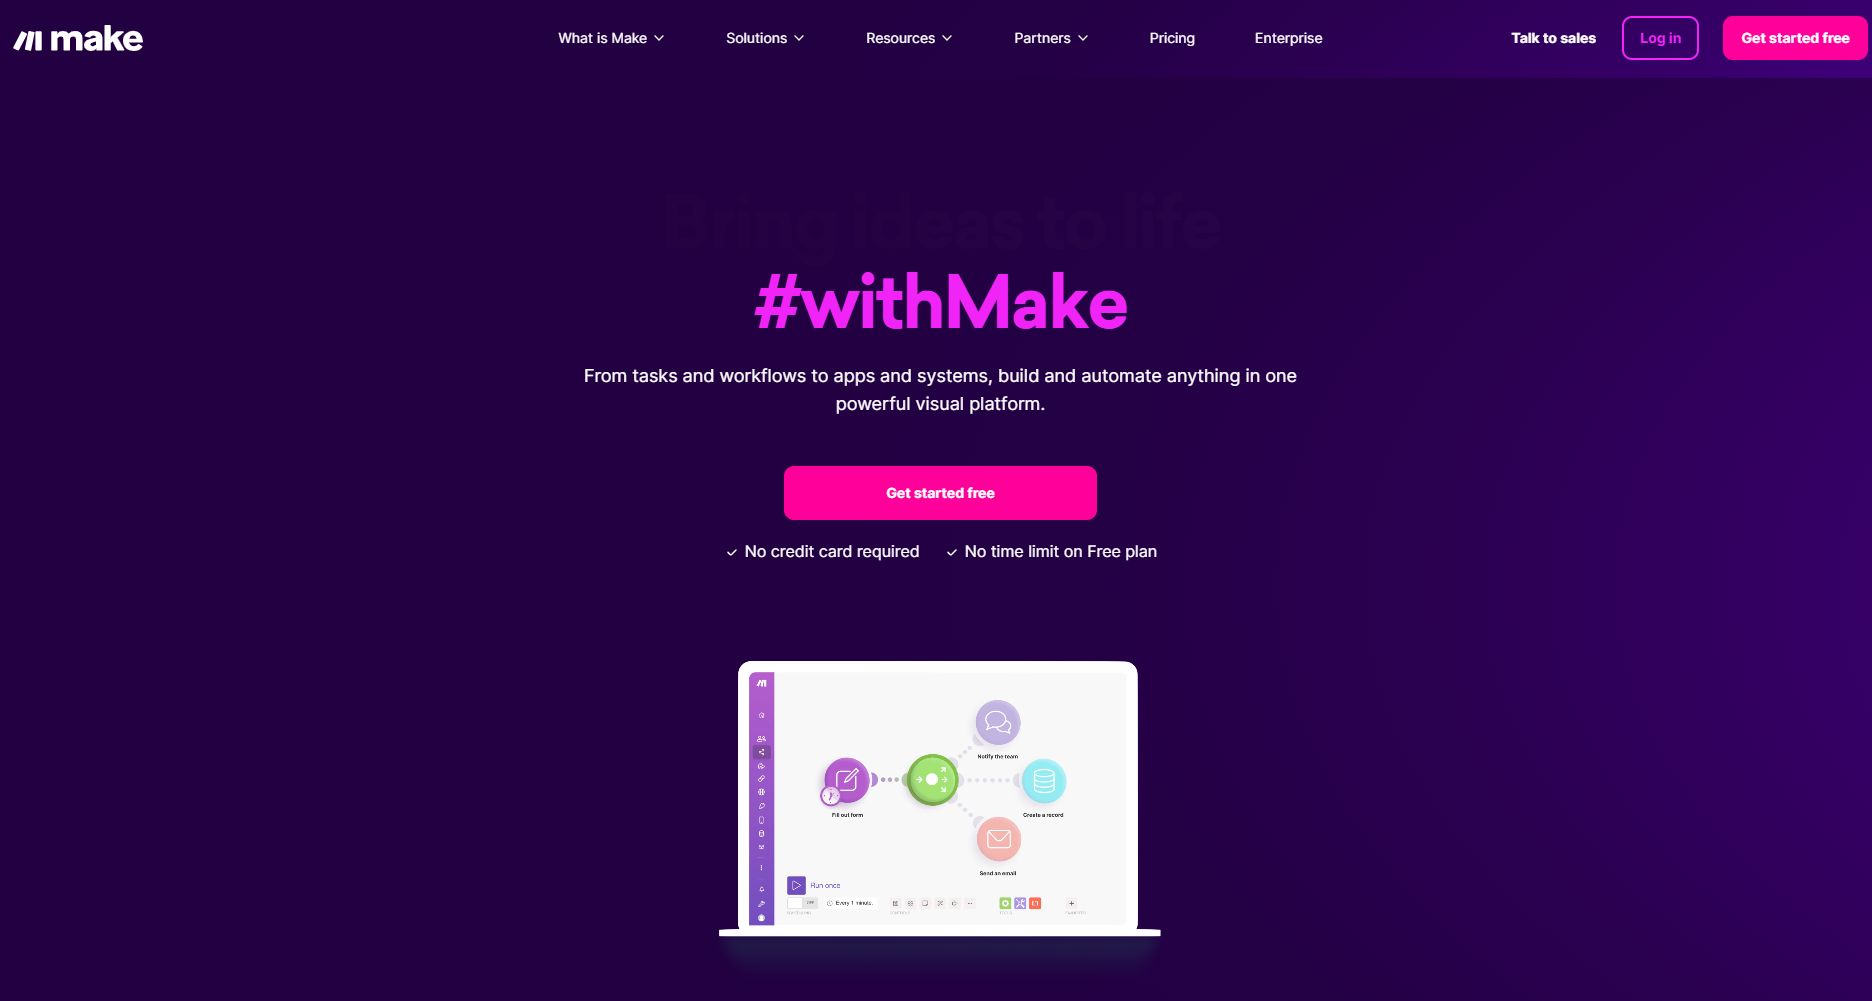 make
What is Make
Solutions
Resources
Partners
Pricing
Enterprise
Talk to sales
Log in
Get started free
Bring ideas to life
#withMake
From tasks and workflows to apps and systems, build and automate anything in one
powerful visual platform.
Get started free
No credit card required
No time limit on Free plan
Notify the team
Fill out form
Create a record
Send an email
Run once
OFF
Every 1 minute.